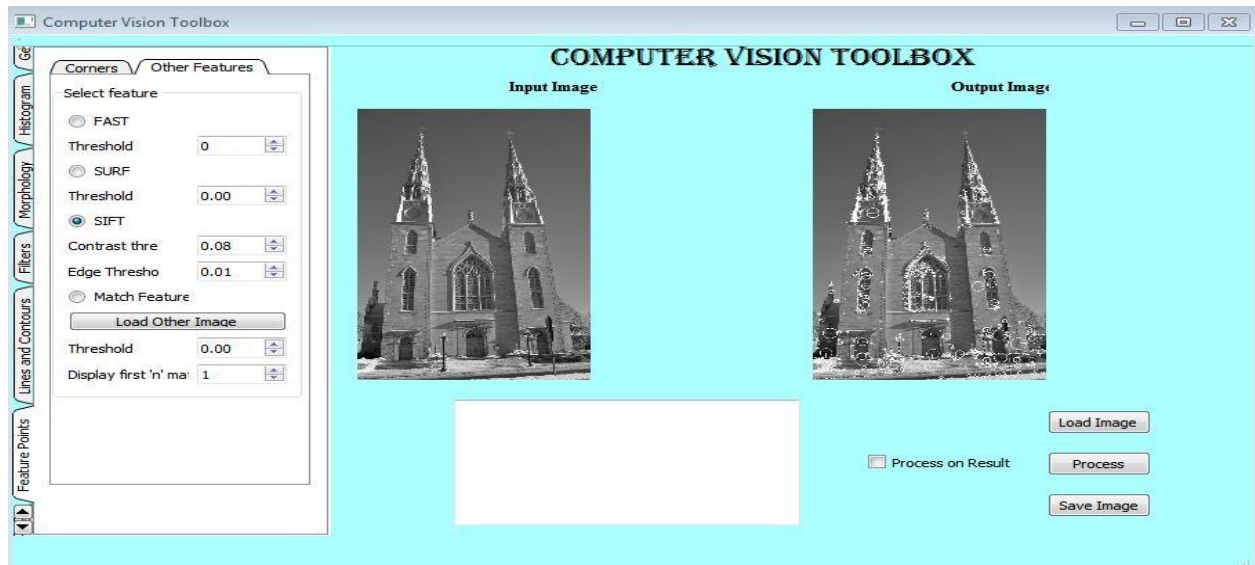 Computer Vision Toolbox
COMPUTER VISION TOOLBOX
Ge
Histogram
Morphology
Filters
Lines and Contours
Feature Points
Corners
Other Features
Select feature
FAST
Threshold 0
SURF
Threshold 0.00
SIFT
Contrast thre 0.08
Edge Thresho 0.01
Match Feature
Load Other Image
Threshold 0.00
Display first 'n' ma 1
Input Image
Output Image
Process on Result
Load Image
Process
Save Image